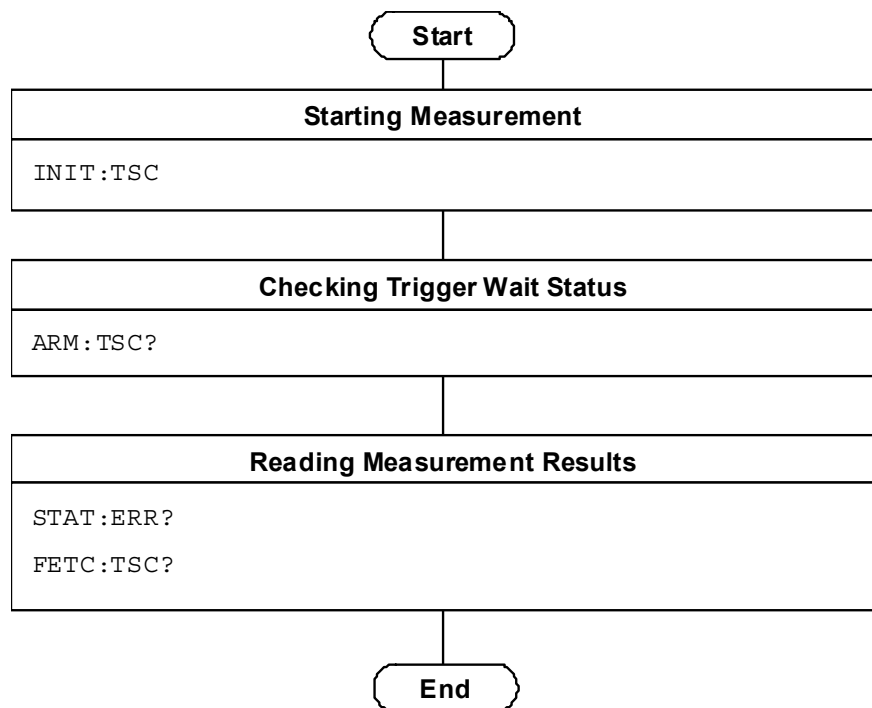 Start
Starting Measurement
INIT:TSC
Checking Trigger Wait Status
ARM:TSC?
Reading Measurement Results
STAT:ERR?
FETC:TSC?
End